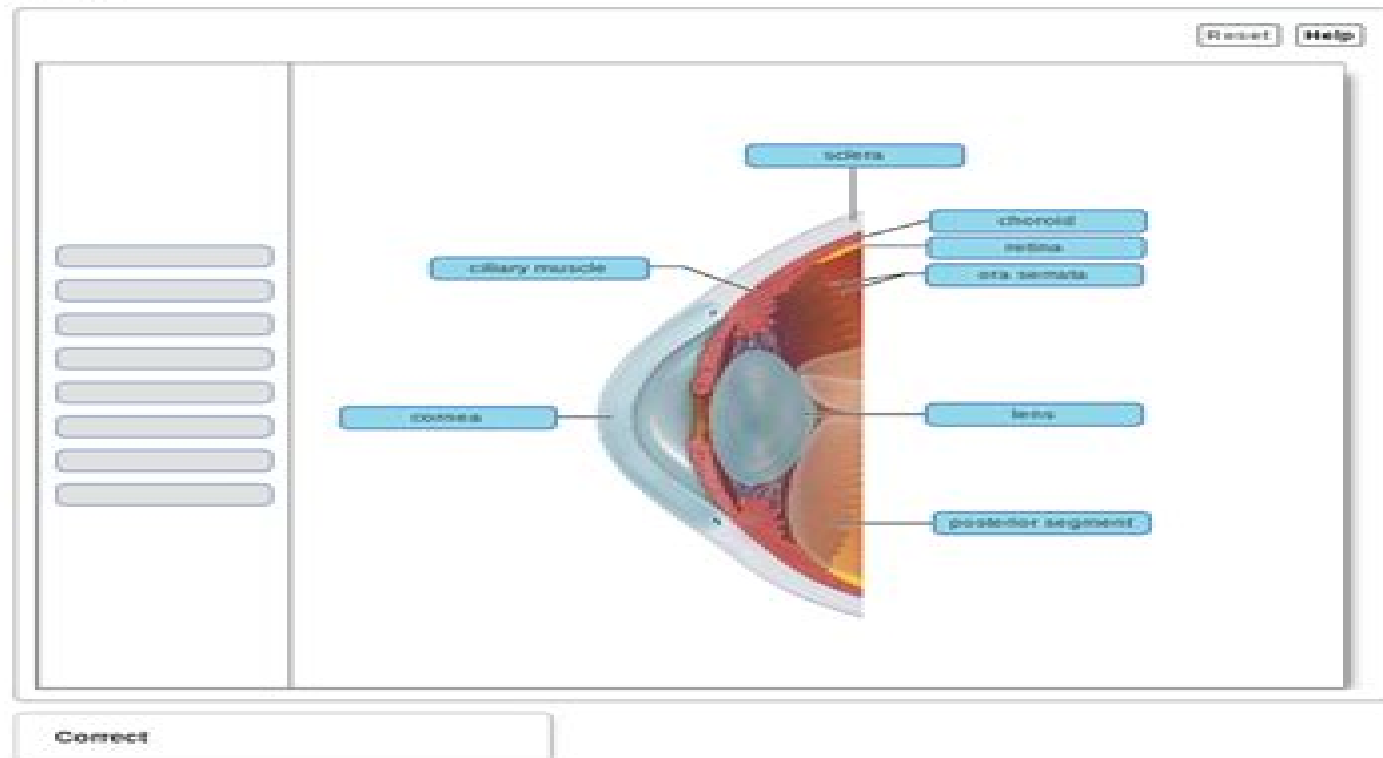 Reset Help
sclera
choroid
retina
ciliary muscle
ora serrata
cornea
lens
posterior segment
Correct